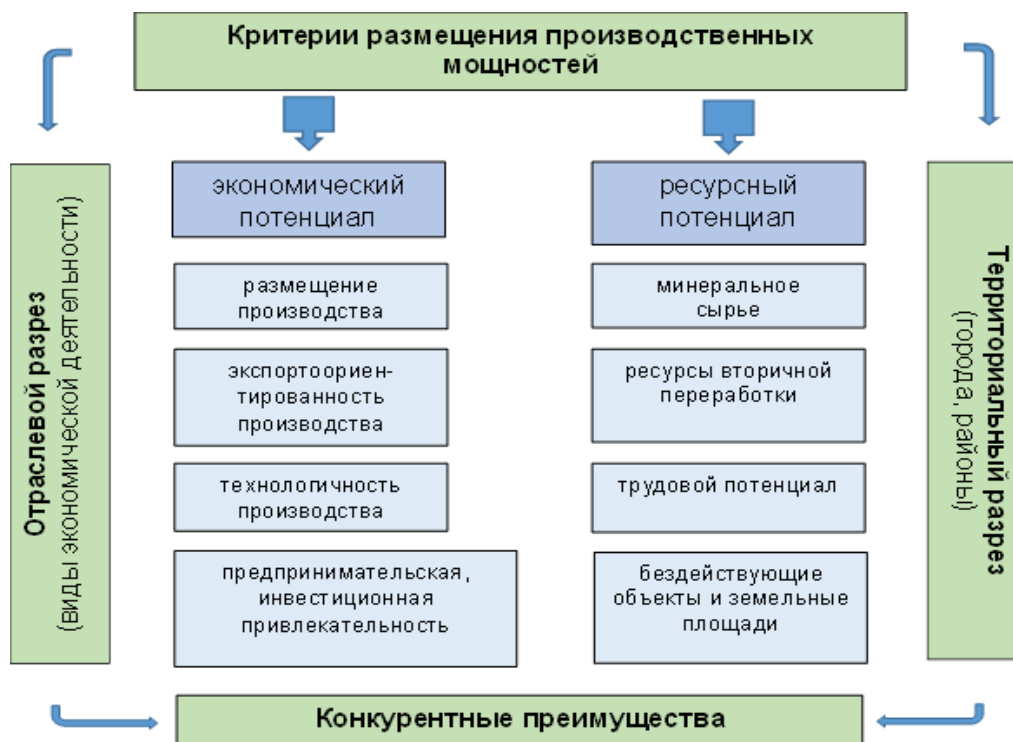 Критерии размещения производственных
мощностей
Отраслевой разрез
(виды экономической деятельности)
экономический
потенциал
размещение
производства
экспортоориен-
тированность
производства
технологичность
производства
предпринимательская,
инвестиционная
привлекательность
ресурсный
потенциал
минеральное
сырье
ресурсы вторичной
переработки
трудовой потенциал
бездействующие
объекты и земельные
площади
Территориальный разрез
(города, районы)
Конкурентные преимущества